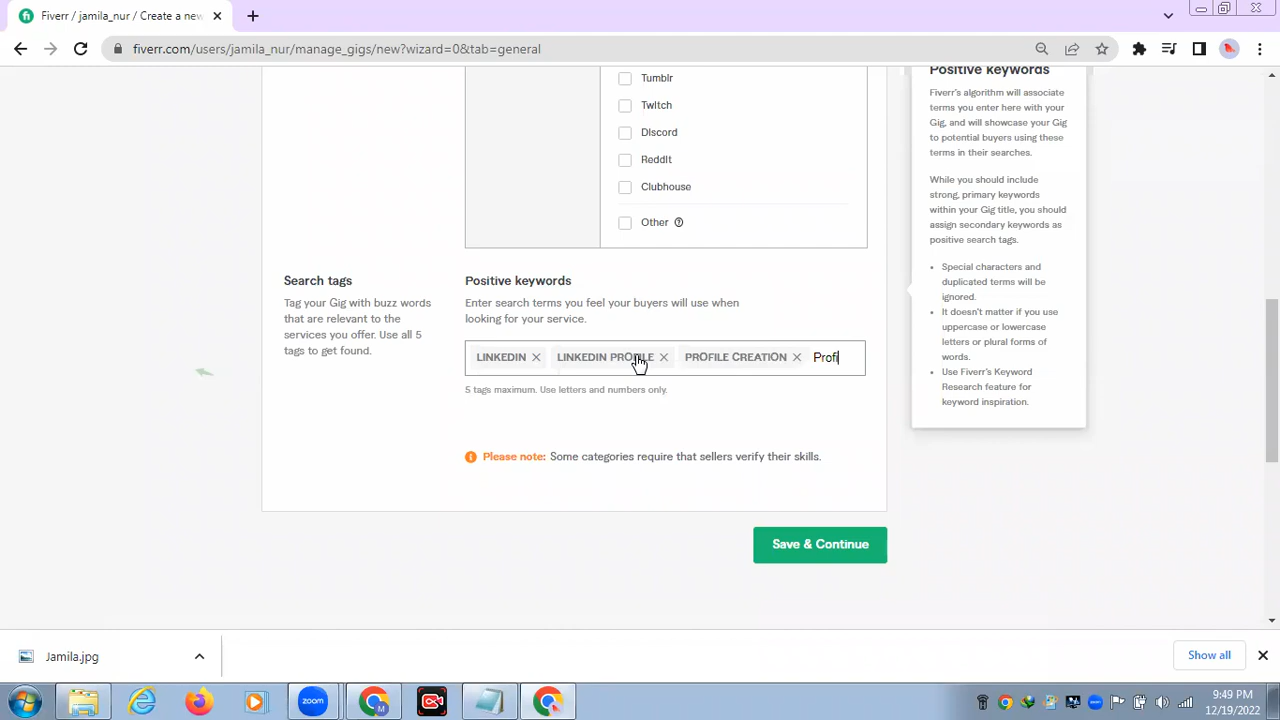 Fiverr / jamila_nur / Create a new
fiverr.com/users/jamila_nur/manage_gigs/new?wizard=0&tab=general
Tumblr
Twitch
Discord
Reddit
Clubhouse
Other
Search tags
Tag your Gig with buzz words
that are relevant to the
services you offer. Use all 5
tags to get found.
Positive keywords
Enter search terms you feel your buyers will use when
looking for your service.
LINKEDIN LINKEDIN PROFILE PROFILE CREATION Profi
5 tags maximum. Use letters and numbers only.
Please note: Some categories require that sellers verify their skills.
Save & Continue
Positive keywords
Fiverr's algorithm will associate
terms you enter here with your
Gig, and will showcase your Gig
to potential buyers using these
terms in their searches.
While you should include
strong, primary keywords
within your Gig title, you should
assign secondary keywords as
positive search tags.
• Special characters and
duplicated terms will be
ignored.
• It doesn't matter if you use
uppercase or lowercase
letters or plural forms of
words.
• Use Fiverr's Keyword
Research feature for
keyword inspiration.
Jamila.jpg
Show all
zoom
M
9:49 PM
12/19/2022